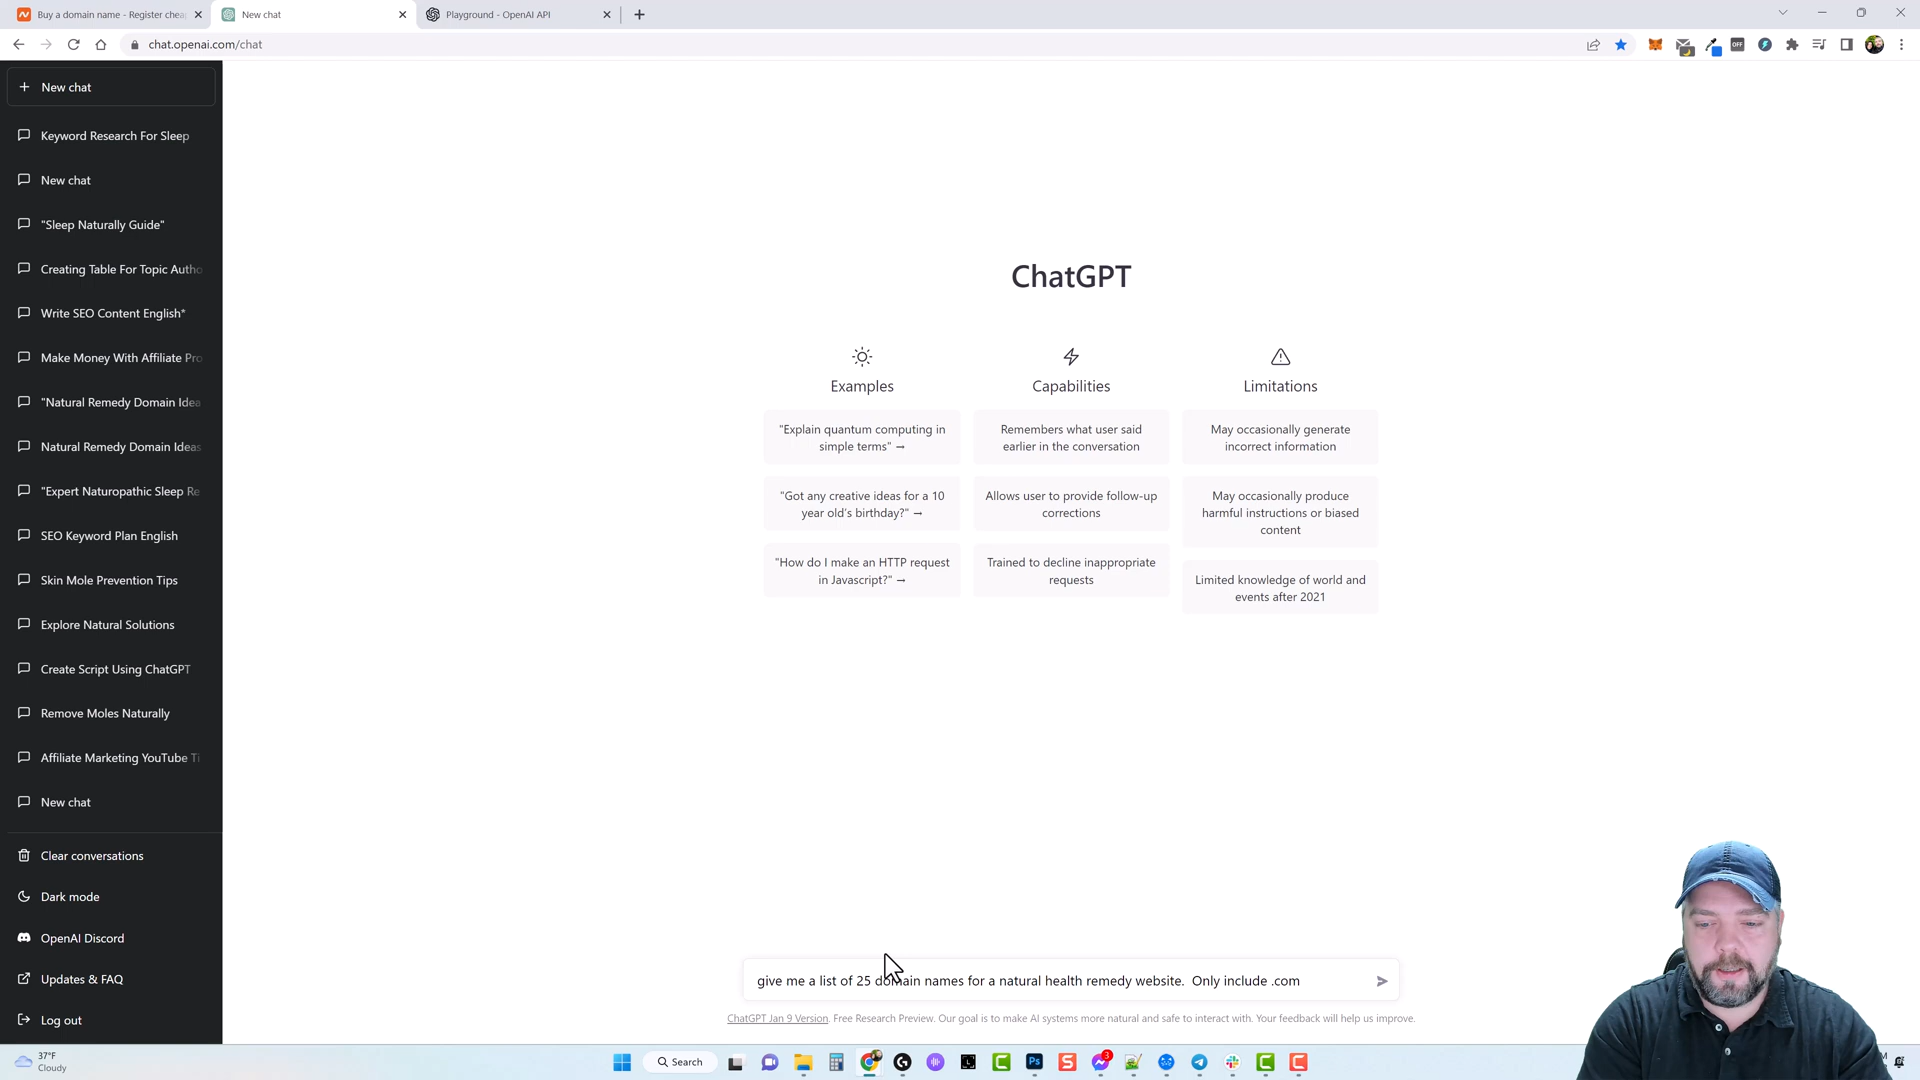 Buy a domain name - Register chea
New chat
Playground - OpenAI API
chat.openai.com/chat
OFF
New chat
Keyword Research For Sleep
New chat
"Sleep Naturally Guide"
Creating Table For Topic Autho
Write SEO Content English*
Make Money With Affiliate Pro
"Natural Remedy Domain Idea
Natural Remedy Domain Ideas
"Expert Naturopathic Sleep Re
SEO Keyword Plan English
Skin Mole Prevention Tips
Explore Natural Solutions
Create Script Using ChatGPT
Remove Moles Naturally
Affiliate Marketing YouTube Ti
New chat
Clear conversations
Dark mode
OpenAI Discord
Updates & FAQ
Log out
ChatGPT
Examples
"Explain quantum computing in
simple terms" →
"Got any creative ideas for a 10
year old's birthday?" →
"How do I make an HTTP request
in Javascript?" →
Capabilities
Remembers what user said
earlier in the conversation
Allows user to provide follow-up
corrections
Trained to decline inappropriate
requests
Limitations
May occasionally generate
incorrect information
May occasionally produce
harmful instructions or biased
content
Limited knowledge of world and
events after 2021
give me a list of 25 domain names for a natural health remedy website.  Only include .com
ChatGPT Jan 9 Version. Free Research Preview. Our goal is to make AI systems more natural and safe to interact with. Your feedback will help us improve.
37°F
Cloudy
Search
Ps
S
3